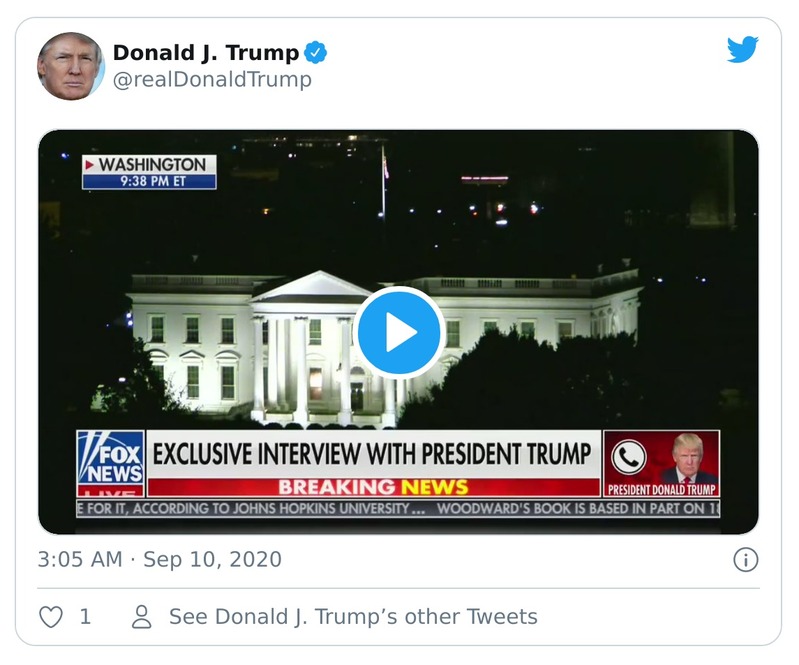 Donald J. Trump
@realDonaldTrump
WASHINGTON
9:38 PM ET
FOX
NEWS
LIVE
EXCLUSIVE INTERVIEW WITH PRESIDENT TRUMP
BREAKING NEWS
PRESIDENT DONALD TRUMP
E FOR IT, ACCORDING TO JOHNS HOPKINS UNIVERSITY... WOODWARD'S BOOK IS BASED IN PART ON
3:05 AM · Sep 10, 2020
1
See Donald J. Trump’s other Tweets